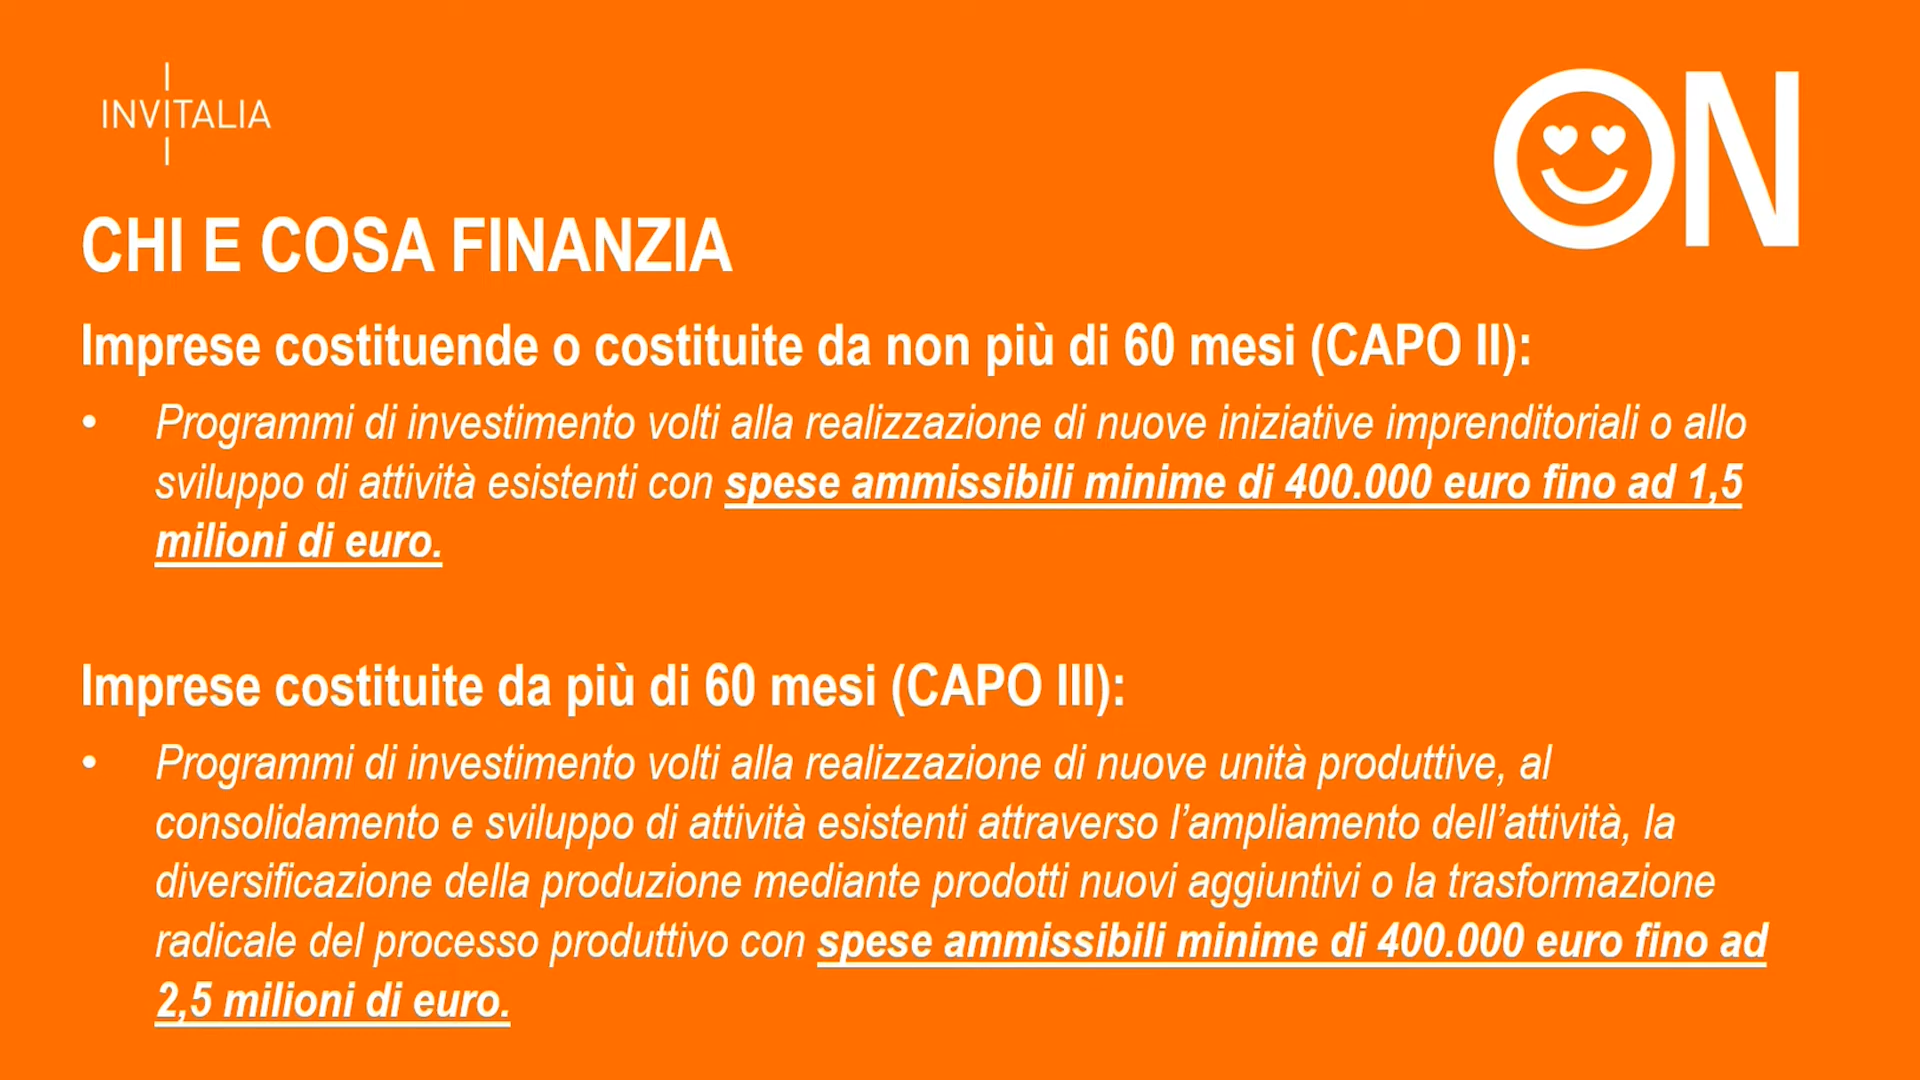 INVITALIA
ON
CHI E COSA FINANZIA
Imprese costituende o costituite da non più di 60 mesi (CAPO II):
• Programmi di investimento volti alla realizzazione di nuove iniziative imprenditoriali o allo
sviluppo di attività esistenti con spese ammissibili minime di 400.000 euro fino ad 1,5
milioni di euro.
Imprese costituite da più di 60 mesi (CAPO III):
• Programmi di investimento volti alla realizzazione di nuove unità produttive, al
consolidamento e sviluppo di attività esistenti attraverso l’ampliamento dell’attività, la
diversificazione della produzione mediante prodotti nuovi aggiuntivi o la trasformazione
radicale del processo produttivo con spese ammissibili minime di 400.000 euro fino ad
2,5 milioni di euro.